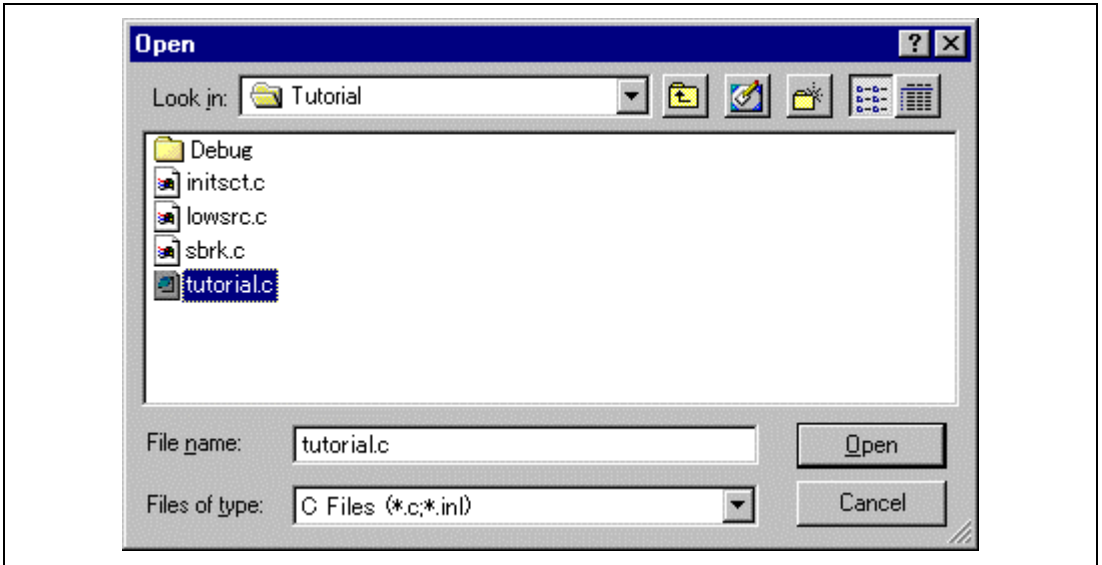 Open
Look in: Tutorial
Debug
initsct.c
lowsrc.c
sbrk.c
tutorial.c
File name: tutorial.c Open
Files of type: C Files (*.c;*.inl) Cancel